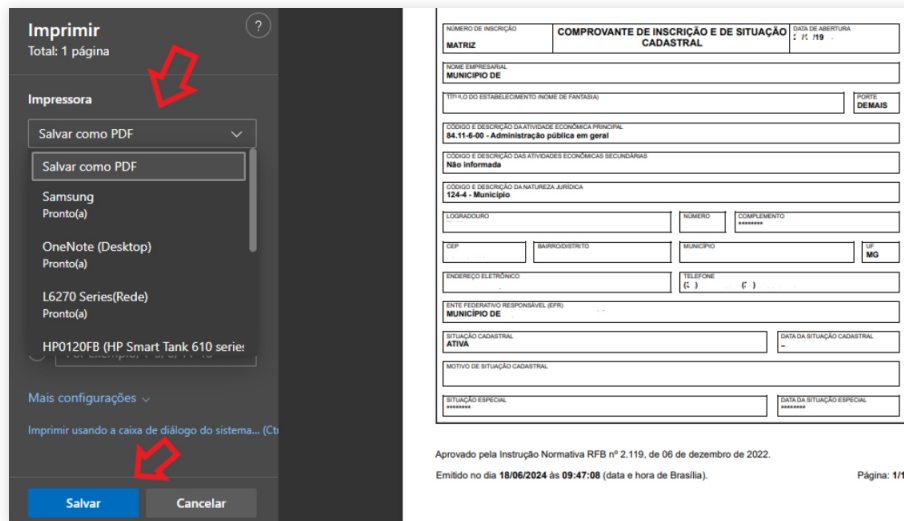 Imprimir
Total: 1 página
?
Impressora
Salvar como PDF
Salvar como PDF
Samsung
Pronto(a)
OneNote (Desktop)
Pronto(a)
L6270 Series(Rede)
Pronto(a)
HP0120FB (HP Smart Tank 610 series
Mais configurações
Imprimir usando a caixa de diálogo do sistema... (Ct
Salvar
Cancelar
NÚMERO DE INSCRIÇÃO
MATRIZ
COMPROVANTE DE INSCRIÇÃO E DE SITUAÇÃO
CADASTRAL
DATA DE ABERTURA
NOME EMPRESARIAL
MUNICIPIO DE
TÍTULO DO ESTABELECIMENTO (NOME DE FANTASIA)
PORTE
DEMAIS
CÓDIGO E DESCRIÇÃO DA ATIVIDADE ECONÔMICA PRINCIPAL
84.11-6-00 - Administração pública em geral
CÓDIGO E DESCRIÇÃO DAS ATIVIDADES ECONÔMICAS SECUNDÁRIAS
Não informada
CÓDIGO E DESCRIÇÃO DA NATUREZA JURÍDICA
124-4 - Município
LOGRADOURO
NÚMERO
COMPLEMENTO
********
CEP
BAIRRO/DISTRITO
MUNICÍPIO
UF
MG
ENDEREÇO ELETRÔNICO
TELEFONE
ENTE FEDERATIVO RESPONSÁVEL (EFR)
MUNICÍPIO DE
SITUAÇÃO CADASTRAL
ATIVA
DATA DA SITUAÇÃO CADASTRAL
MOTIVO DE SITUAÇÃO CADASTRAL
SITUAÇÃO ESPECIAL
********
DATA DA SITUAÇÃO ESPECIAL
********
Aprovado pela Instrução Normativa RFB nº 2.119, de 06 de dezembro de 2022.
Emitido no dia 18/06/2024 às 09:47:08 (data e hora de Brasília).
Página: 1/1